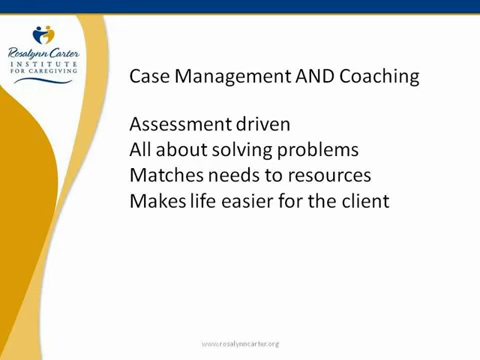 Rosalynn Carter
INSTITUTE
FOR CAREGIVING
Case Management AND Coaching
Assessment driven
All about solving problems
Matches needs to resources
Makes life easier for the client
www.rosalynncarter.org